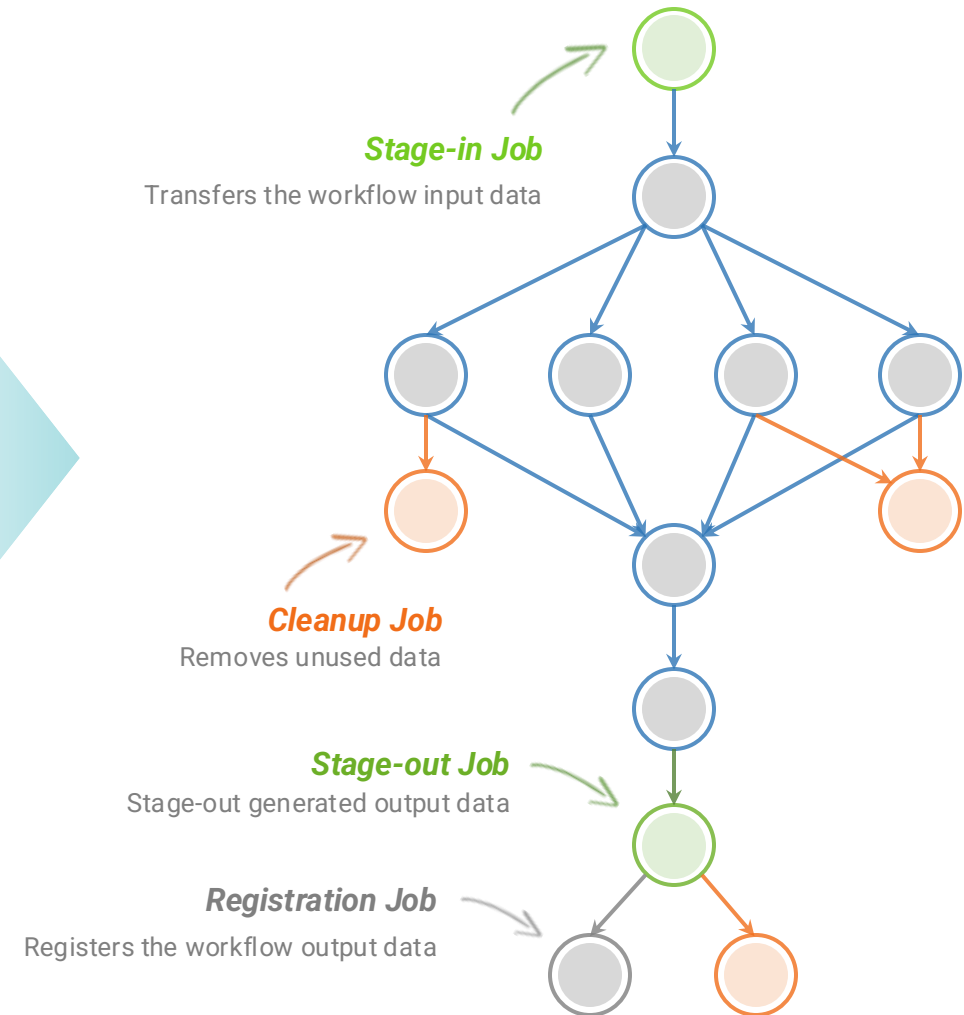 Stage-in Job
Transfers the workflow input data
Cleanup Job
Removes unused data
Stage-out Job
Stage-out generated output data
Registration Job
Registers the workflow output data